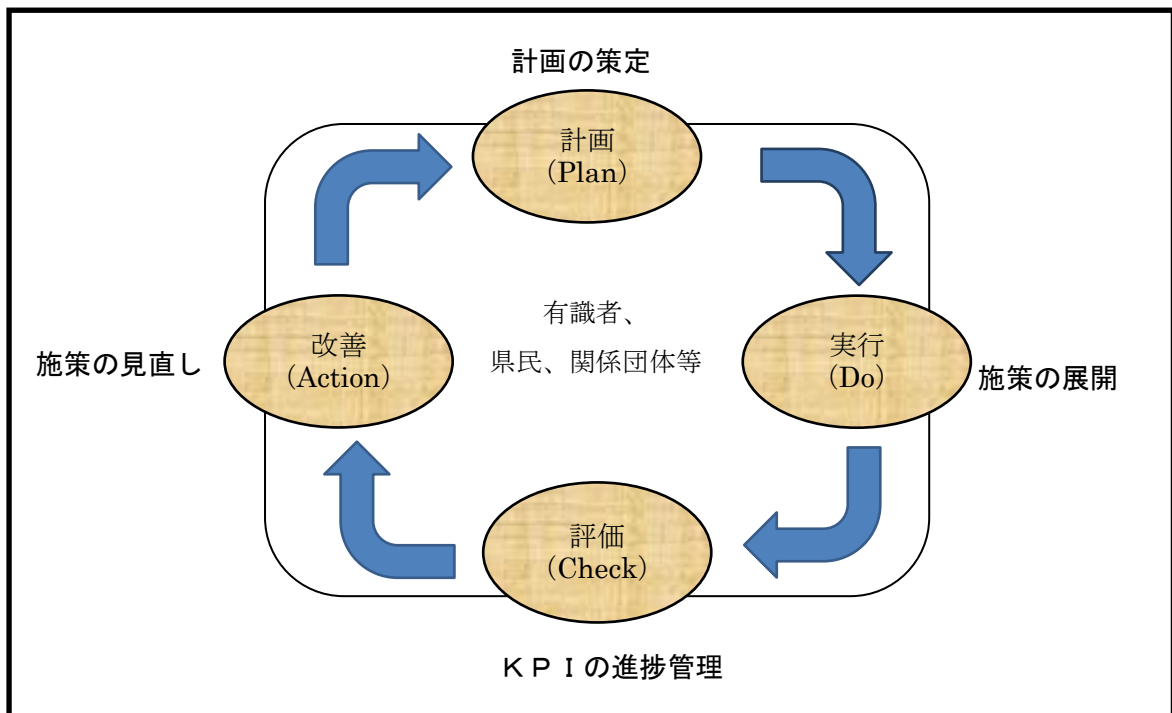 計画の策定
計画
(Plan)
有識者、
県民、関係団体等
改善
(Action)
施策の見直し
実行
(Do)
施策の展開
評価
(Check)
ＫＰＩの進捗管理